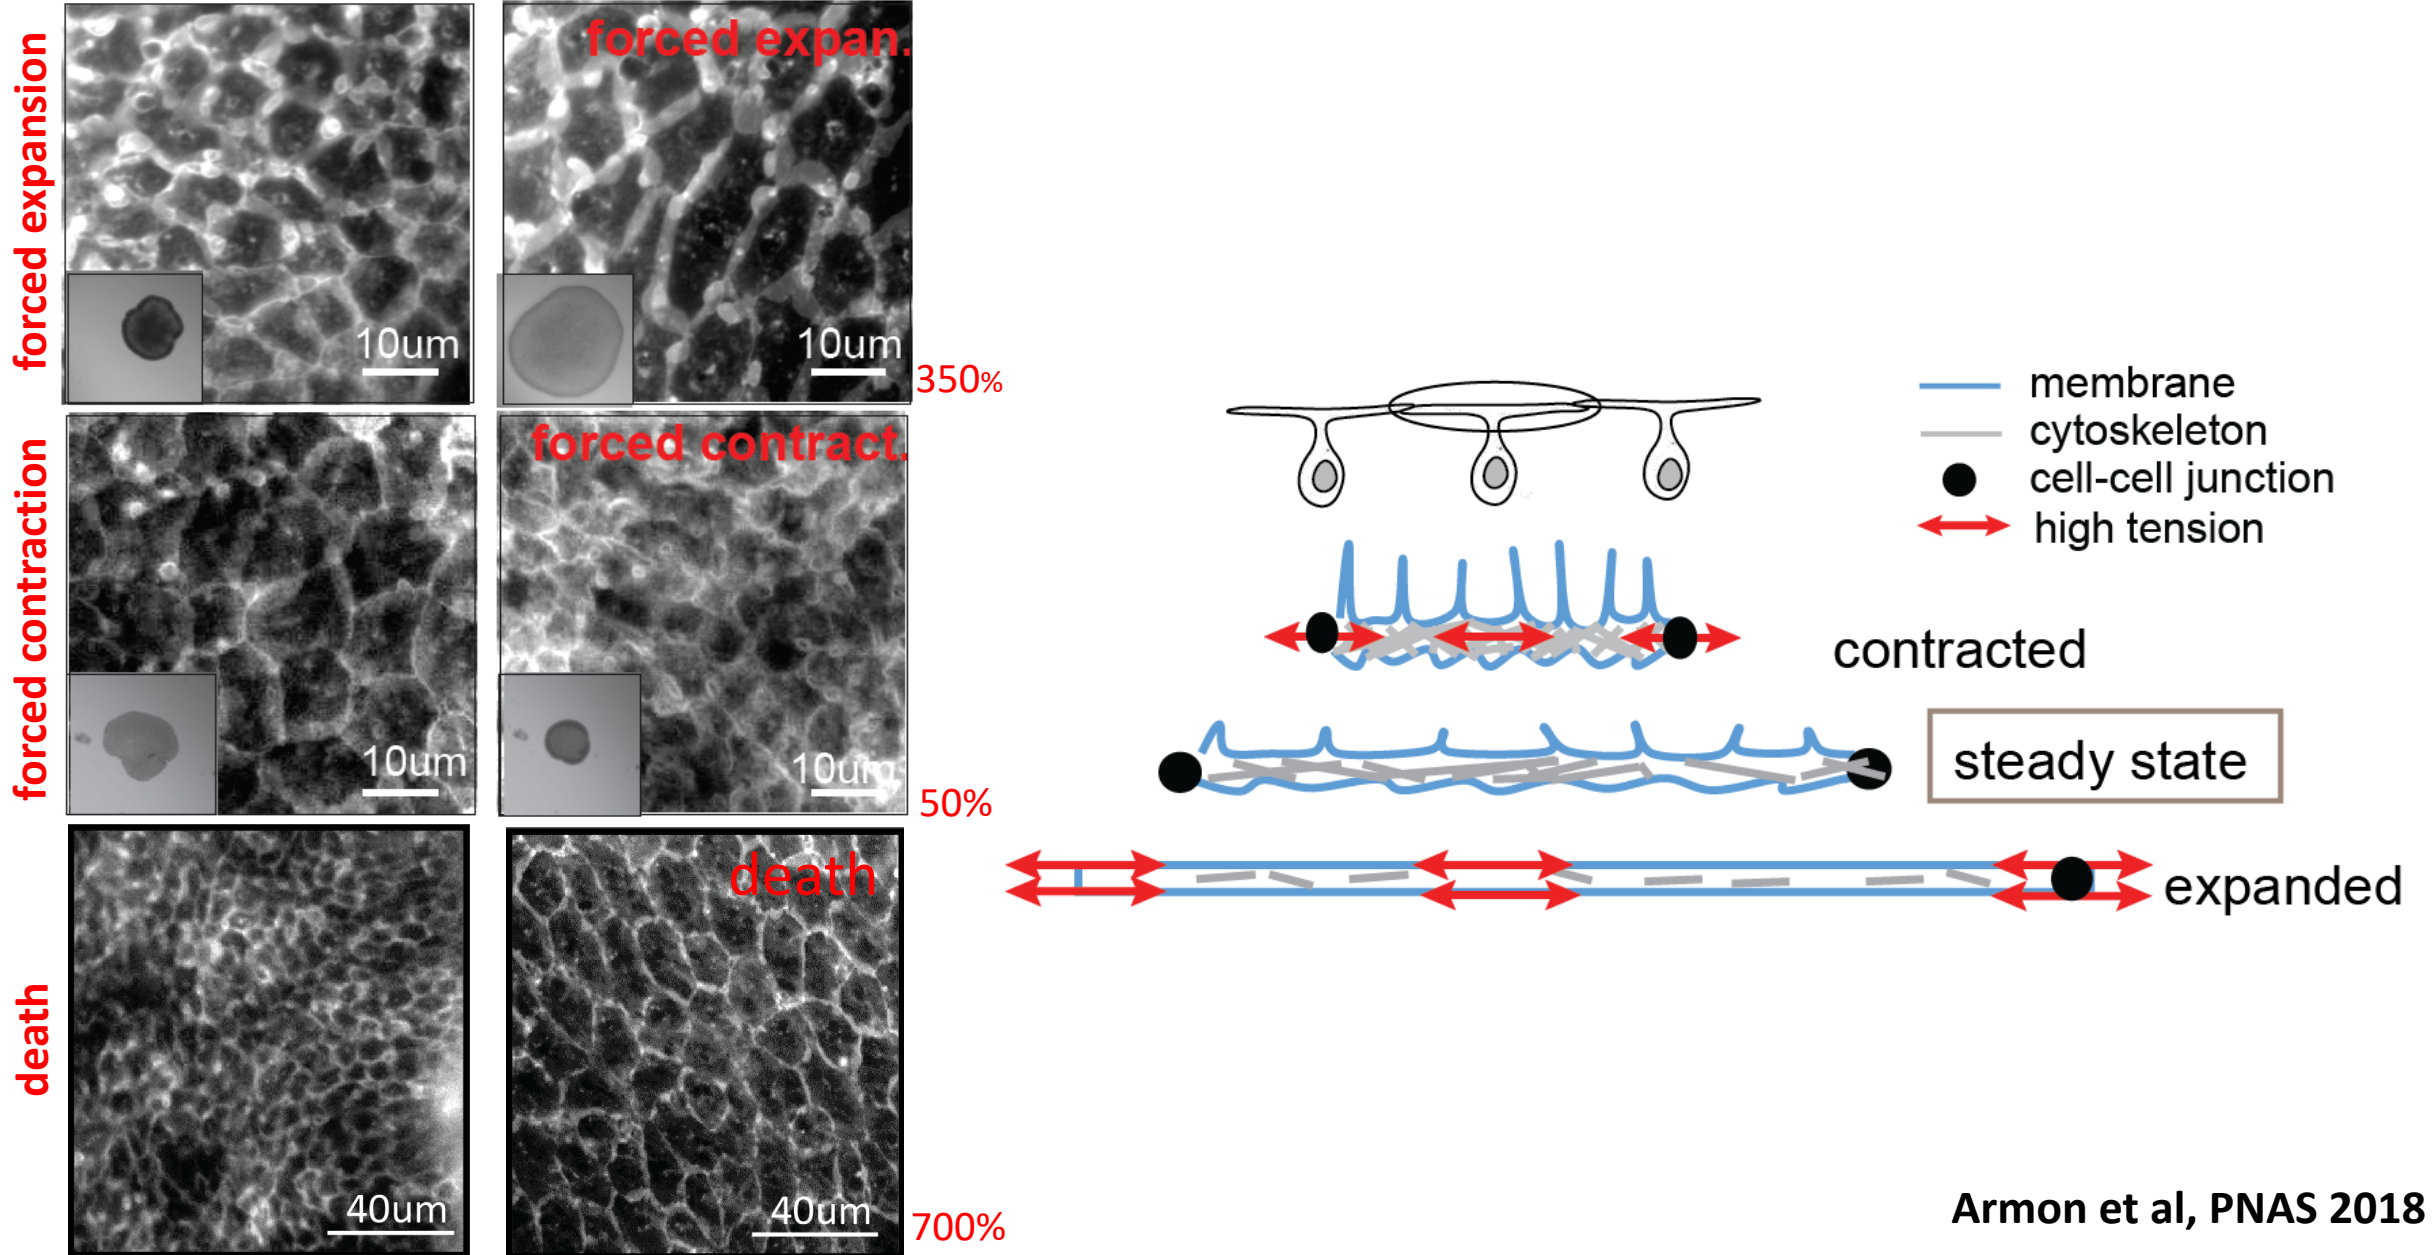 forced expansion
forced expan.
10um
10um
350%
forced contraction
forced contract.
10um
10um
50%
death
death
40um
40um
700%
membrane
cytoskeleton
cell-cell junction
high tension
contracted
steady state
expanded
Armon et al, PNAS 2018